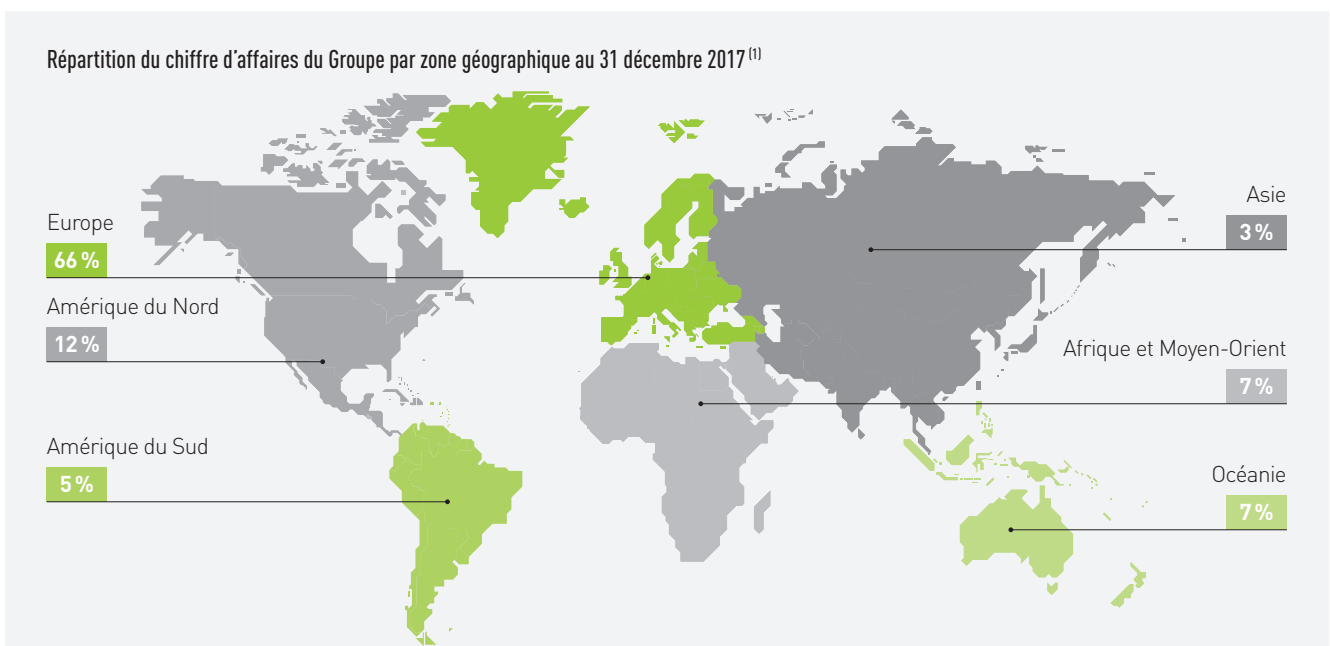 Répartition du chiffre d'affaires du Groupe par zone géographique au 31 décembre 2017 (1)
Europe
66 %
Amérique du Nord
12 %
Amérique du Sud
5 %
Asie
3 %
Afrique et Moyen-Orient
7 %
Océanie
7 %